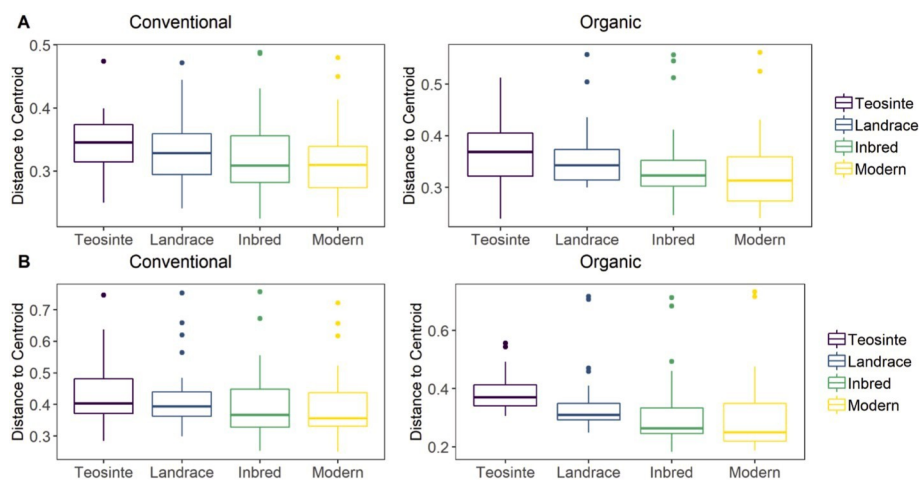 A
Conventional
Organic
Distance to Centroid
0.5
0.4
0.3
Teosinte Landrace Inbred Modern
Distance to Centroid
0.5
0.4
0.3
Teosinte Landrace Inbred Modern
Teosinte
Landrace
Inbred
Modern
B
Conventional
Organic
Distance to Centroid
0.7
0.6
0.5
0.4
0.3
Teosinte Landrace Inbred Modern
Distance to Centroid
0.6
0.4
0.2
Teosinte Landrace Inbred Modern
Teosinte
Landrace
Inbred
Modern